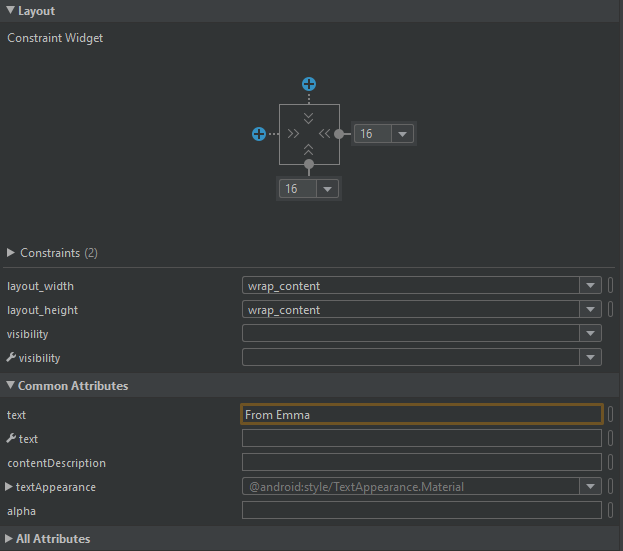 Layout
Constraint Widget
16
16
Constraints (2)
layout_width wrap_content
layout_height wrap_content
visibility
visibility
Common Attributes
text From Emma
text
contentDescription
textAppearance @android:style/TextAppearance.Material
alpha
All Attributes